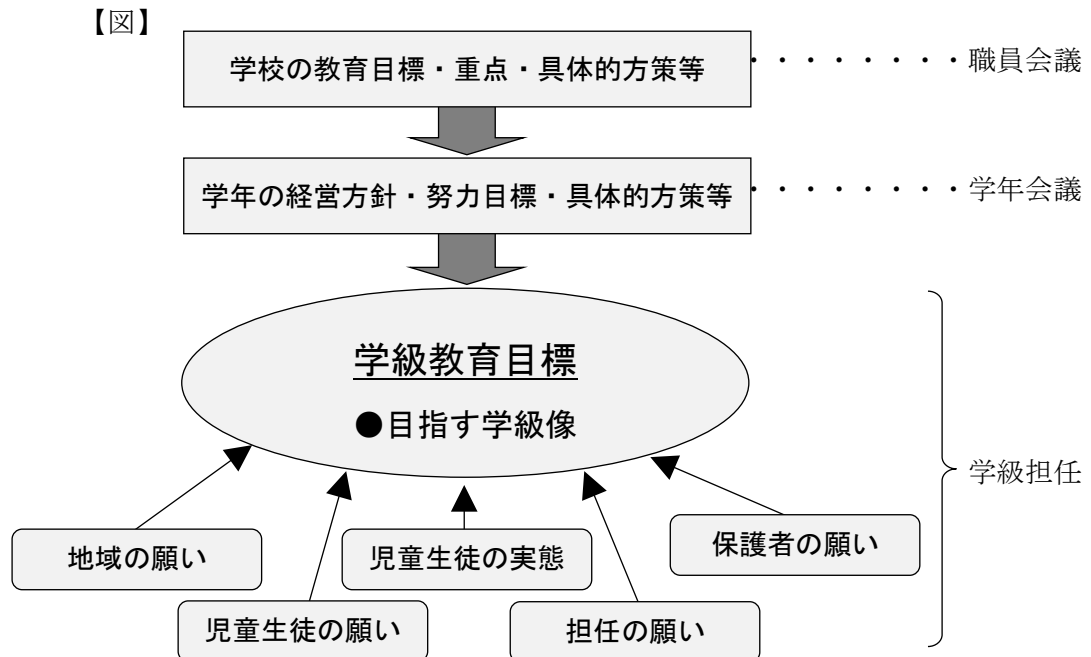 【図】
学校の教育目標・重点・具体的方策等 ・・・・・・・・職員会議
学年の経営方針・努力目標・具体的方策等 ・・・・・・・・学年会議
学級教育目標
●目指す学級像
学級担任
地域の願い
児童生徒の実態
保護者の願い
児童生徒の願い
担任の願い